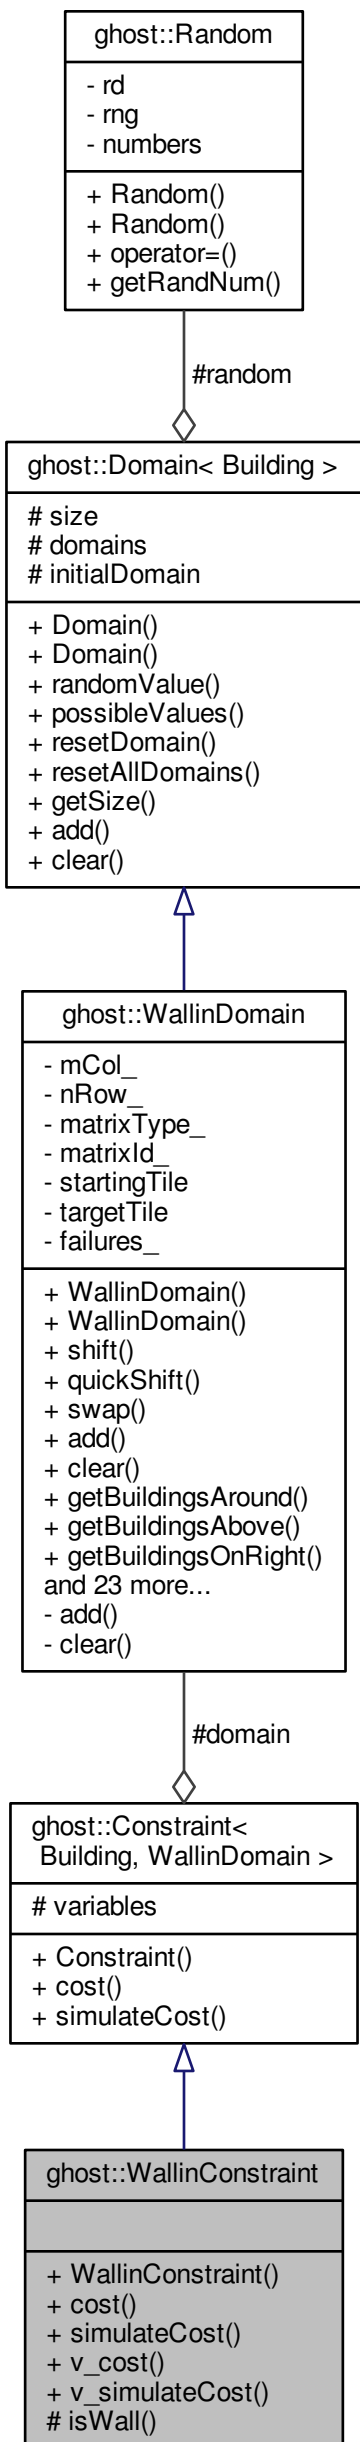 ghost::Random
- rd
- rng
- numbers
+ Random()
+ Random()
+ operator=()
+ getRandNum()
#random
ghost::Domain< Building >
# size
# domains
# initialDomain
+ Domain()
+ Domain()
+ randomValue()
+ possibleValues()
+ resetDomain()
+ resetAllDomains()
+ getSize()
+ add()
+ clear()
ghost::WallinDomain
- mCol_
- nRow_
- matrixType_
- matrixId_
- startingTile
- targetTile
- failures_
+ WallinDomain()
+ WallinDomain()
+ shift()
+ quickShift()
+ swap()
+ add()
+ clear()
+ getBuildingsAround()
+ getBuildingsAbove()
+ getBuildingsOnRight()
and 23 more...
- add()
- clear()
#domain
ghost::Constraint<
Building, WallinDomain >
# variables
+ Constraint()
+ cost()
+ simulateCost()
ghost::WallinConstraint
+ WallinConstraint()
+ cost()
+ simulateCost()
+ v_cost()
+ v_simulateCost()
# isWall()